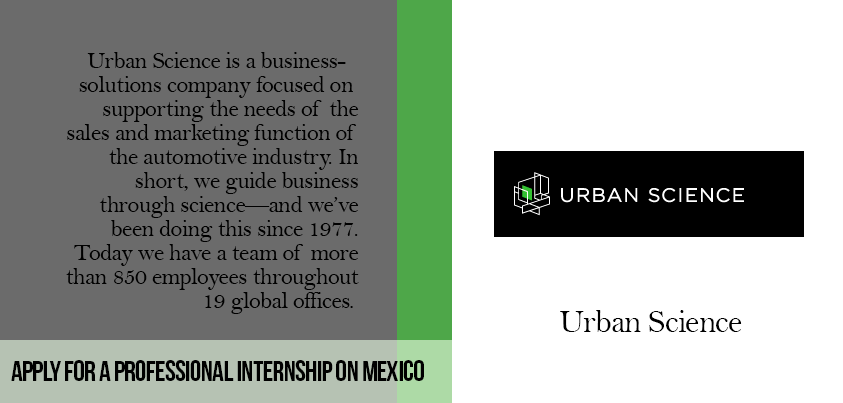 Urban Science is a business-
solutions company focused on
supporting the needs of the
sales and marketing function of
the automotive industry. In
short, we guide business
through science—and we’ve
been doing this since 1977.
Today we have a team of more
than 850 employees throughout
19 global offices.
APPLY FOR A PROFESSIONAL INTERNSHIP ON MEXICO
URBAN SCIENCE
Urban Science